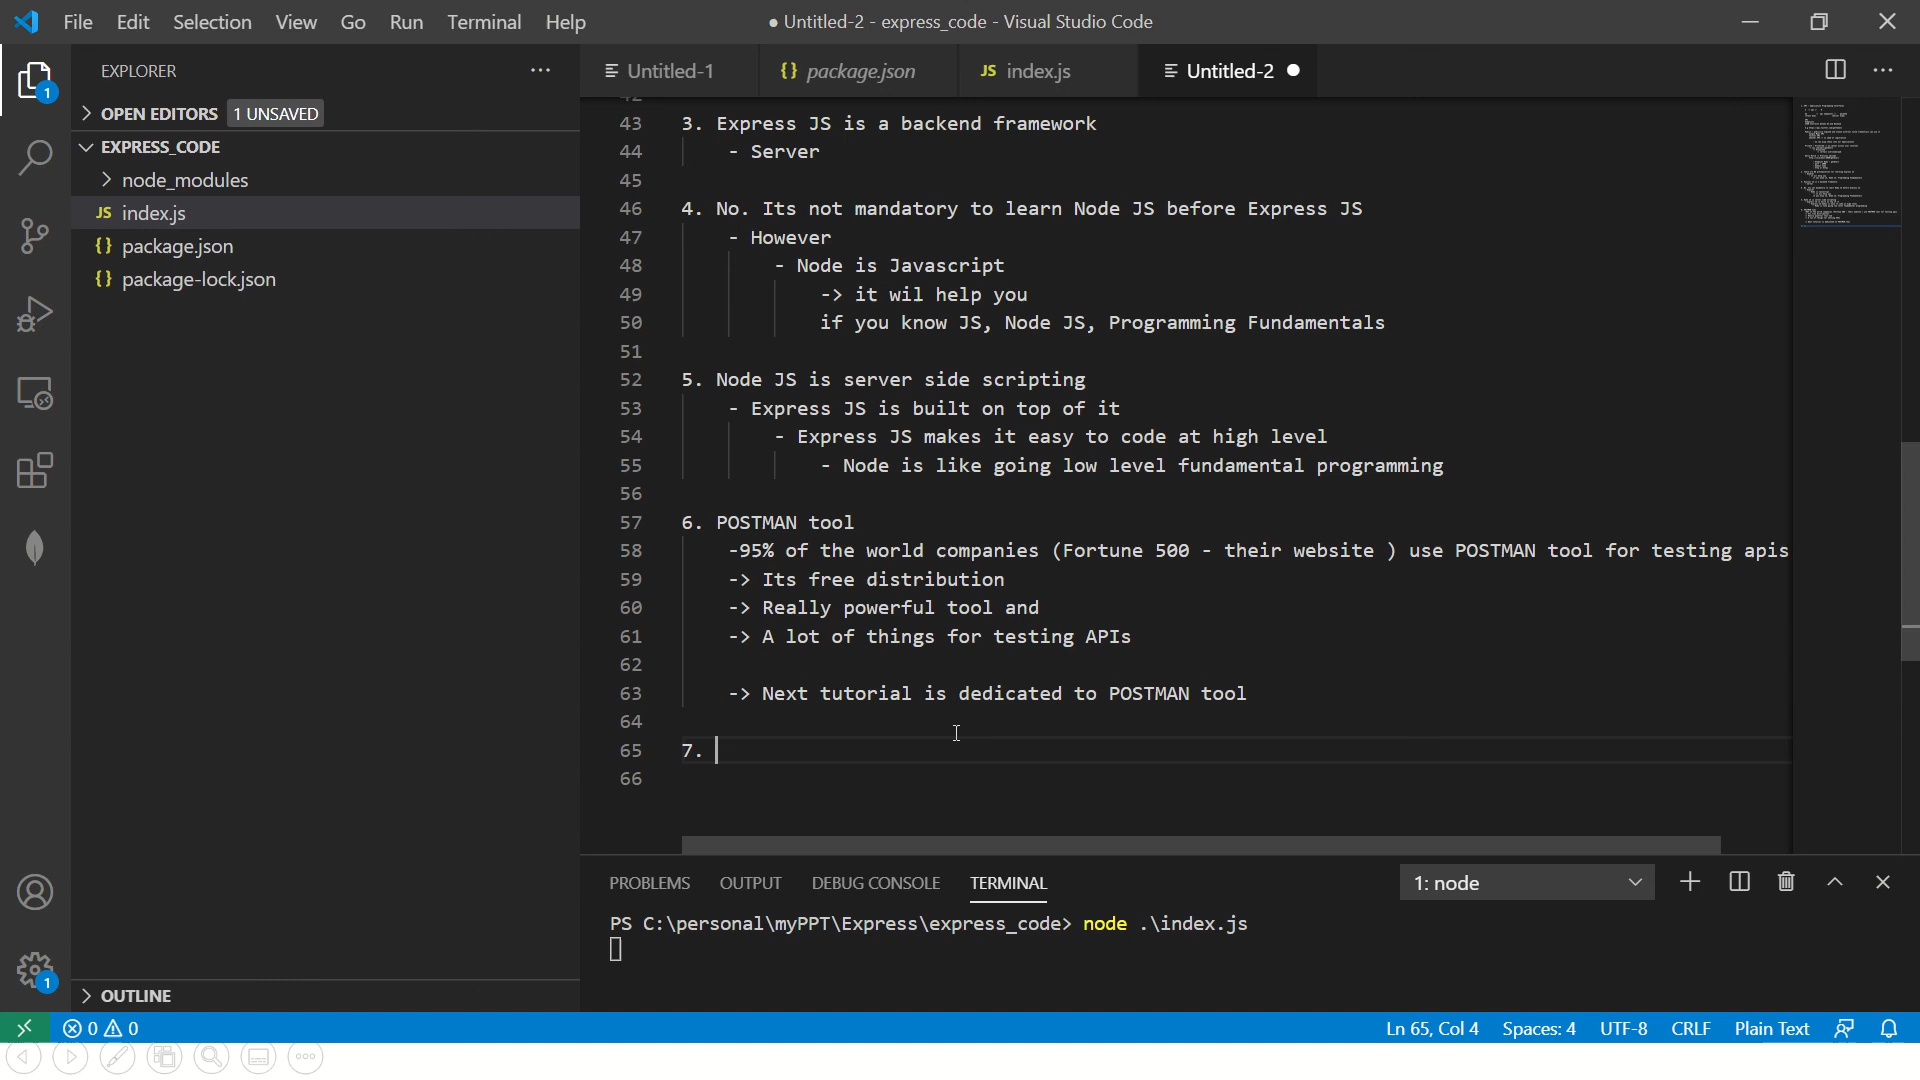 File Edit Selection View Go Run Terminal Help
● Untitled-2 - express_code - Visual Studio Code
EXPLORER
OPEN EDITORS 1 UNSAVED
EXPRESS_CODE
node_modules
JS index.js
{} package.json
{} package-lock.json
OUTLINE
1
1
Untitled-1
{} package.json
JS index.js
Untitled-2 ●
42
43 3. Express JS is a backend framework
44 - Server
45
46 4. No. Its not mandatory to learn Node JS before Express JS
47 - However
48 - Node is Javascript
49 -> it wil help you
50 if you know JS, Node JS, Programming Fundamentals
51
52 5. Node JS is server side scripting
53 - Express JS is built on top of it
54 - Express JS makes it easy to code at high level
55 - Node is like going low level fundamental programming
56
57 6. POSTMAN tool
58 -95% of the world companies (Fortune 500 - their website ) use POSTMAN tool for testing apis
59 -> Its free distribution
60 -> Really powerful tool and
61 -> A lot of things for testing APIs
62
63 -> Next tutorial is dedicated to POSTMAN tool
64
65 7.
66
PROBLEMS OUTPUT DEBUG CONSOLE TERMINAL
1: node
PS C:\personal\myPPT\Express\express_code> node .\index.js
0 0
Ln 65, Col 4 Spaces: 4 UTF-8 CRLF Plain Text